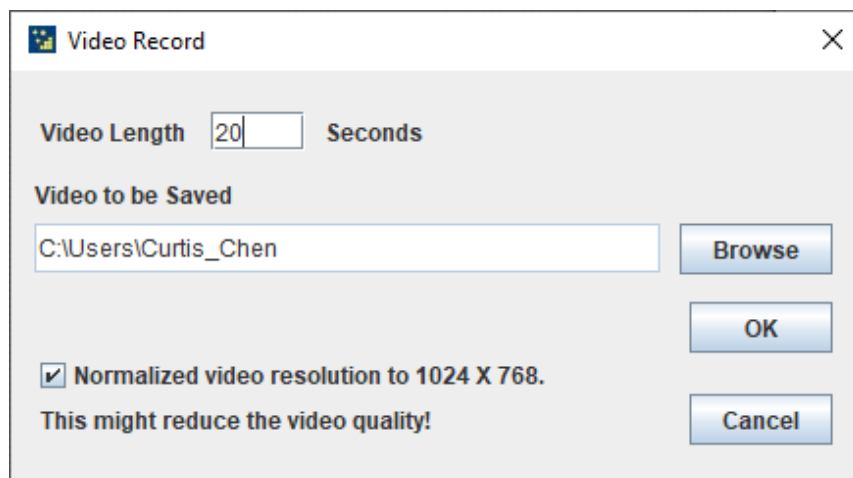 Video Record
Video Length 20 Seconds
Video to be Saved
C:\Users\Curtis_Chen Browse
OK
Normalized video resolution to 1024 X 768.
This might reduce the video quality! Cancel